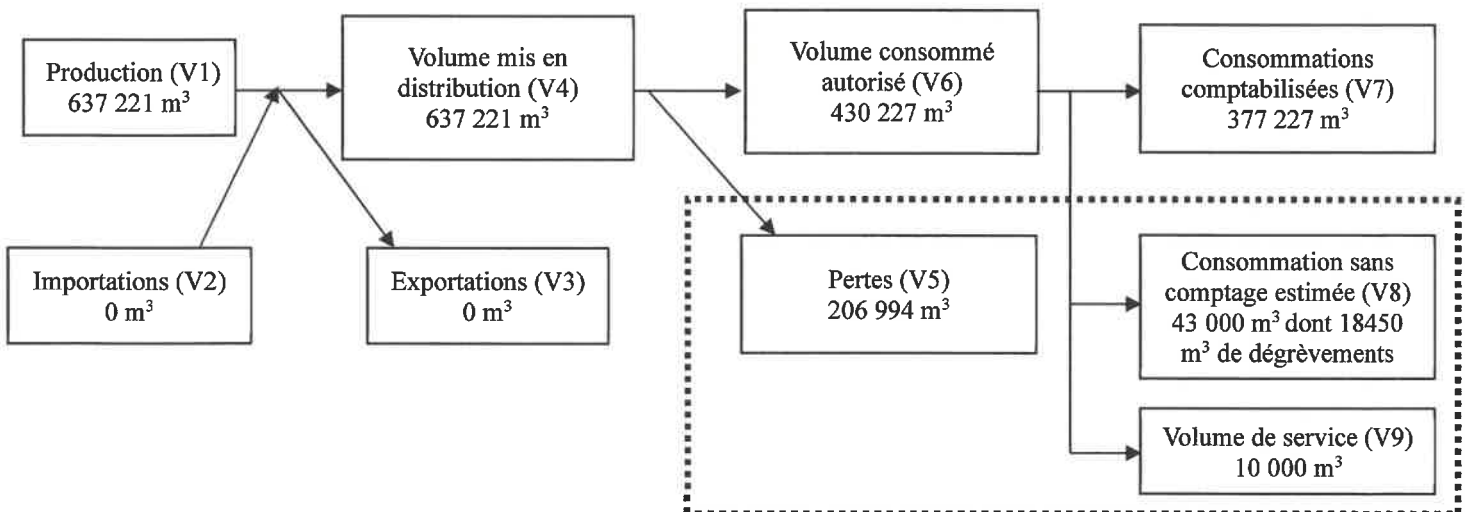 Production (V1)
637 221 m³
Volume mis en
distribution (V4)
637 221 m³
Volume consommé
autorisé (V6)
430 227 m³
Consommations
comptabilisées (V7)
377 227 m³
Importations (V2)
0 m³
Exportations (V3)
0 m³
Pertes (V5)
206 994 m³
Consommation sans
comptage estimée (V8)
43 000 m³ dont 18450
m³ de dégrèvements
Volume de service (V9)
10 000 m³